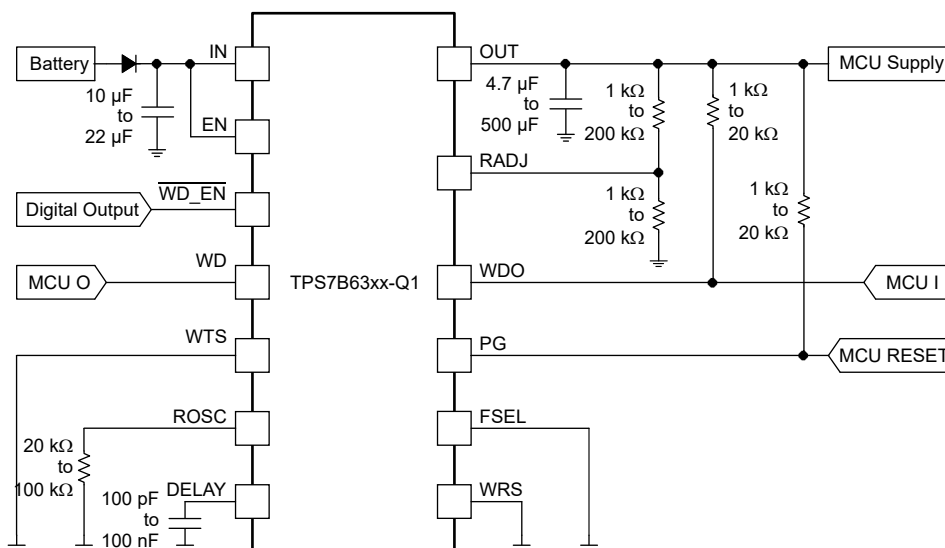 Battery
10 µF
to
22 µF
IN
EN
Digital Output
WD_EN
MCU O
WD
WTS
ROSC
20 kΩ
to
100 kΩ
DELAY
100 pF
to
100 nF
TPS7B63xx-Q1
OUT
4.7 µF
to
500 µF
1 kΩ
to
200 kΩ
1 kΩ
to
20 kΩ
MCU Supply
RADJ
1 kΩ
to
200 kΩ
1 kΩ
to
20 kΩ
WDO
MCU I
PG
MCU RESET
FSEL
WRS